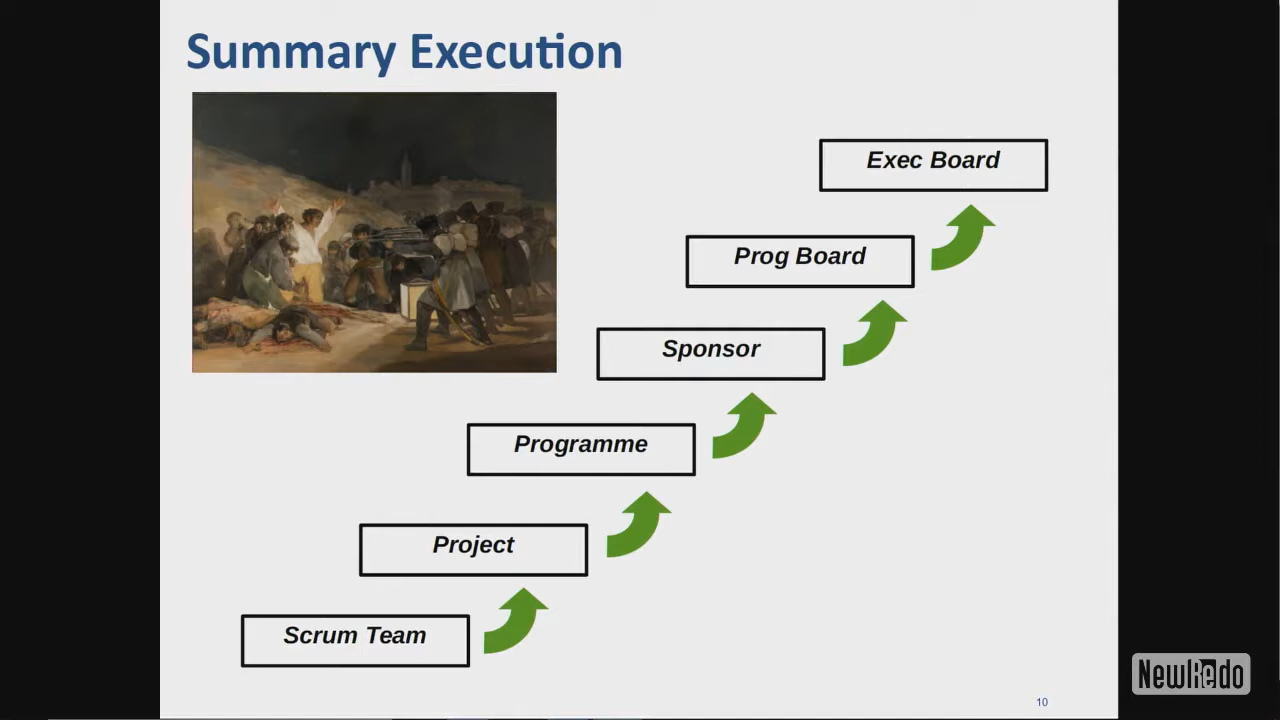 Summary Execution
Exec Board
Prog Board
Sponsor
Programme
Project
Scrum Team
10
NewRedo